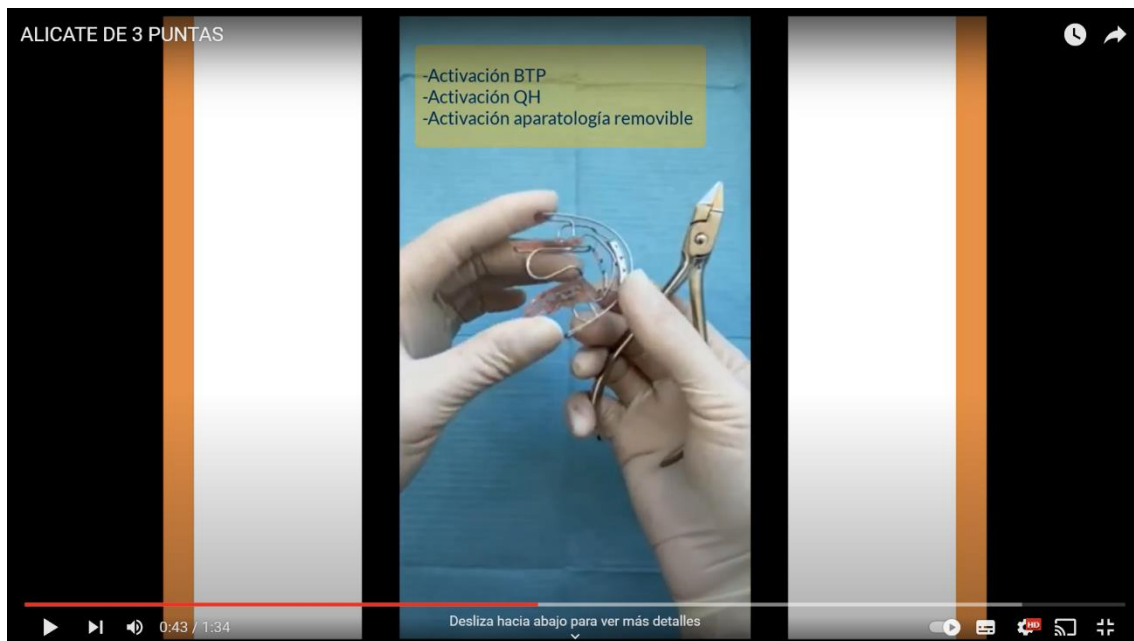 ALICATE DE 3 PUNTAS
-Activación BTP
-Activación QH
-Activación aparatología removible
0:43 / 1:34
Desliza hacia abajo para ver más detalles
HD